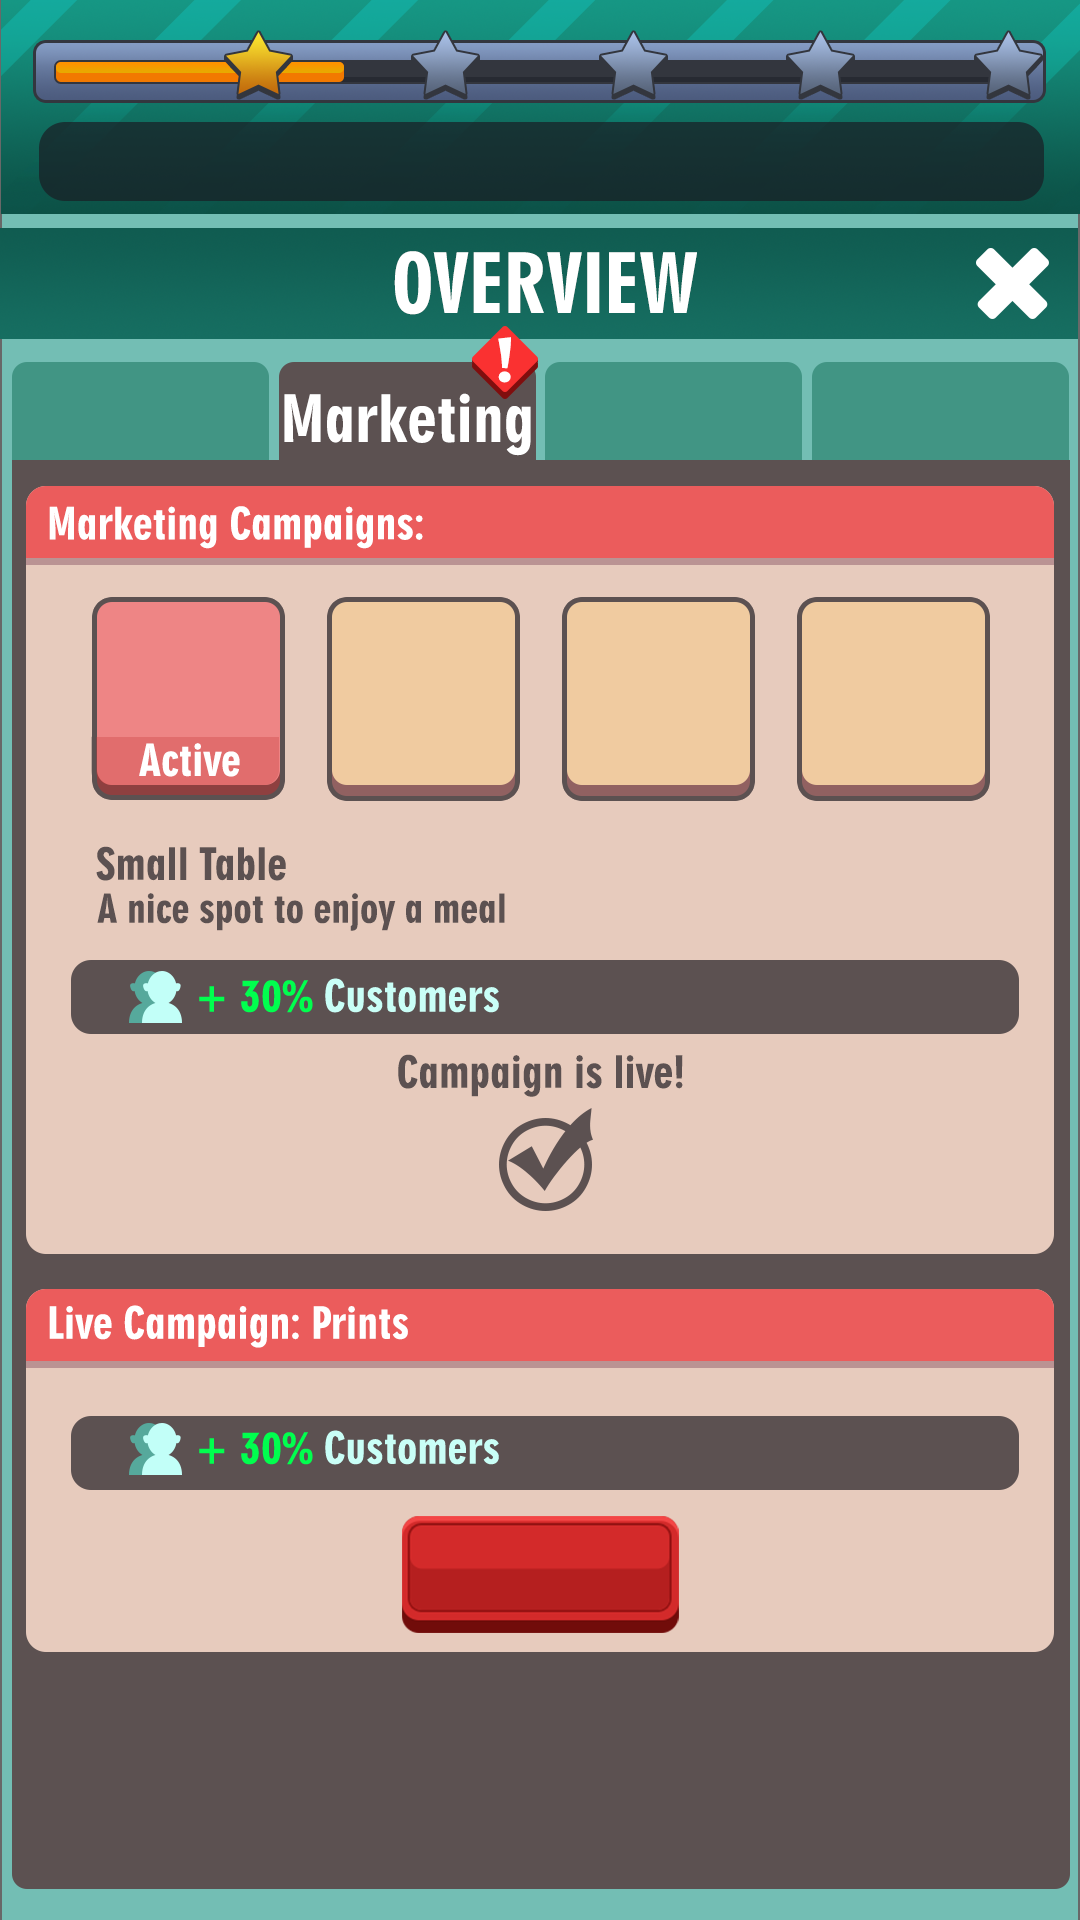 OVERVIEW
!
Marketing
Marketing Campaigns:
Active
Small Table
A nice spot to enjoy a meal
+ 30% Customers
Campaign is live!
Live Campaign: Prints
+ 30% Customers